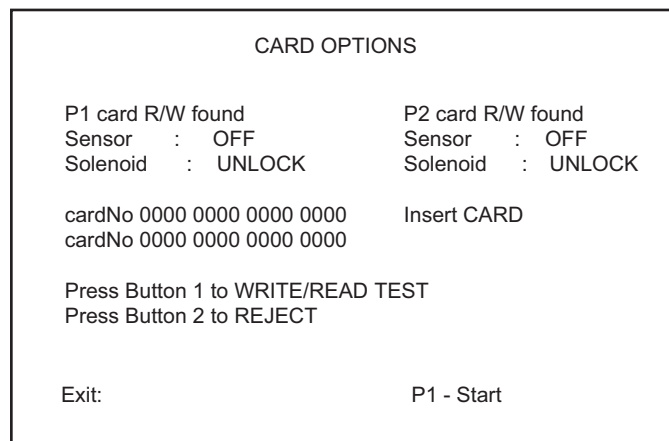 CARD OPTIONS
P1 card R/W found P2 card R/W found
Sensor : OFF Sensor : OFF
Solenoid : UNLOCK Solenoid : UNLOCK
cardNo 0000 0000 0000 0000 Insert CARD
cardNo 0000 0000 0000 0000
Press Button 1 to WRITE/READ TEST
Press Button 2 to REJECT
Exit: P1 - Start